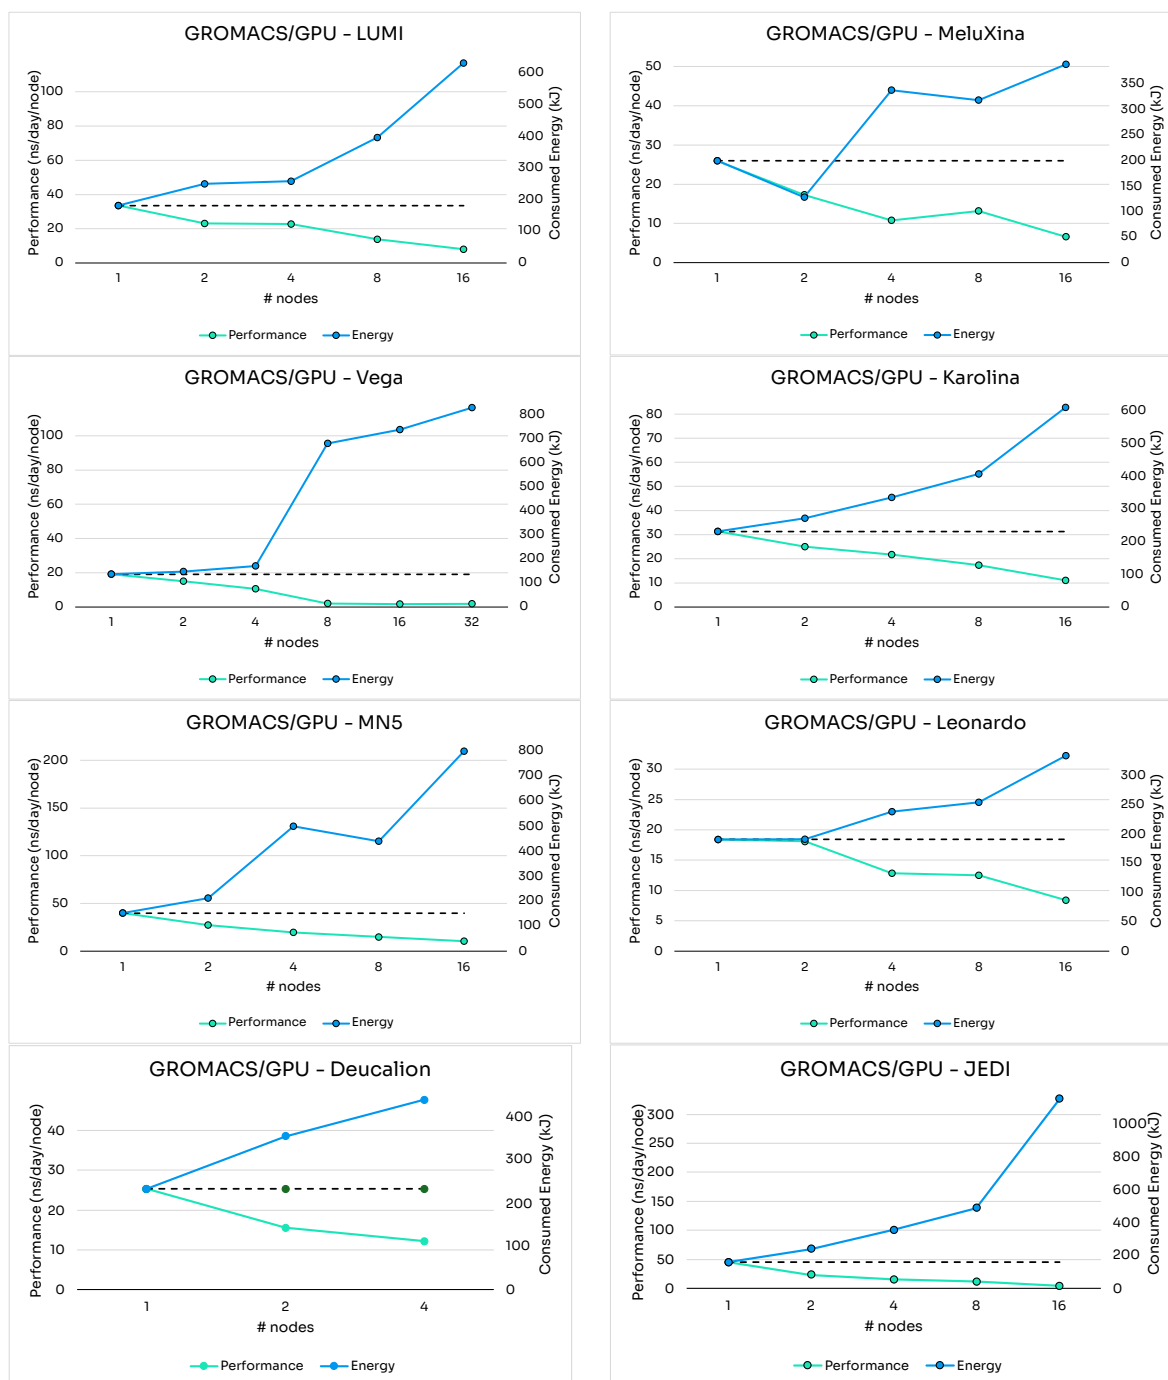 GROMACS/GPU - LUMI
Performance (ns/day/node)
100
80
60
40
20
0
600
500
400
300
200
100
0
Consumed Energy (kJ)
1 2 4 8 16
# nodes
Performance Energy
GROMACS/GPU - MeluXina
Performance (ns/day/node)
50
40
30
20
10
0
350
300
250
200
150
100
50
0
Consumed Energy (kJ)
1 2 4 8 16
# nodes
Performance Energy
GROMACS/GPU - Vega
Performance (ns/day/node)
100
80
60
40
20
0
800
700
600
500
400
300
200
100
0
Consumed Energy (kJ)
1 2 4 8 16 32
# nodes
Performance Energy
GROMACS/GPU - Karolina
Performance (ns/day/node)
80
70
60
50
40
30
20
10
0
600
500
400
300
200
100
0
Consumed Energy (kJ)
1 2 4 8 16
# nodes
Performance Energy
GROMACS/GPU - MN5
Performance (ns/day/node)
200
150
100
50
0
800
700
600
500
400
300
200
100
0
Consumed Energy (kJ)
1 2 4 8 16
# nodes
Performance Energy
GROMACS/GPU - Leonardo
Performance (ns/day/node)
30
25
20
15
10
5
0
300
250
200
150
100
50
0
Consumed Energy (kJ)
1 2 4 8 16
# nodes
Performance Energy
GROMACS/GPU - Deucalion
Performance (ns/day/node)
40
30
20
10
0
400
300
200
100
0
Consumed Energy (kJ)
1 2 4
# nodes
Performance Energy
GROMACS/GPU - JEDI
Performance (ns/day/node)
300
250
200
150
100
50
0
1000
800
600
400
200
0
Consumed Energy (kJ)
1 2 4 8 16
# nodes
Performance Energy